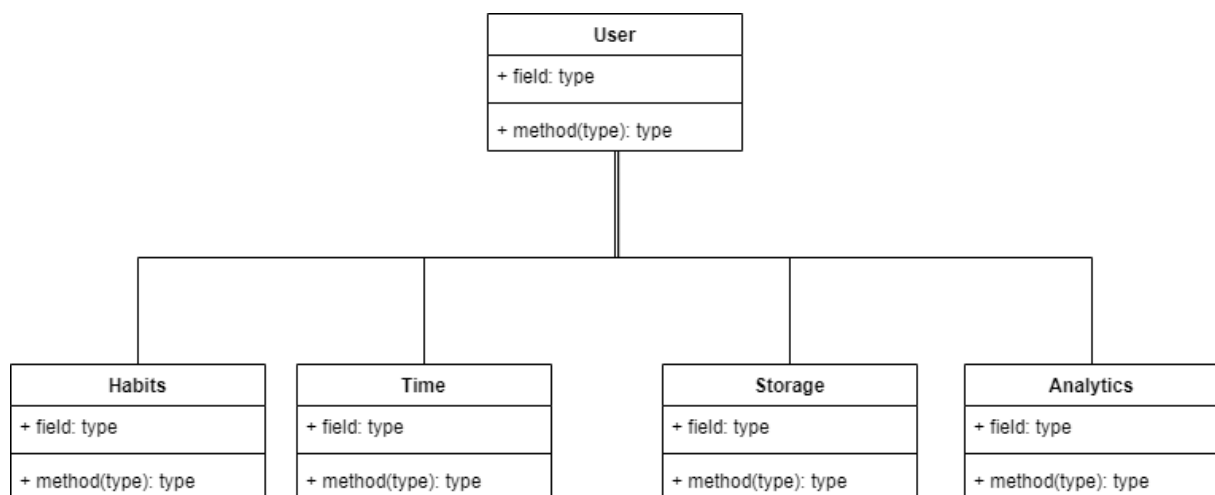 User
+ field: type
+ method(type): type
Habits
+ field: type
+ method(type): type
Time
+ field: type
+ method(type): type
Storage
+ field: type
+ method(type): type
Analytics
+ field: type
+ method(type): type